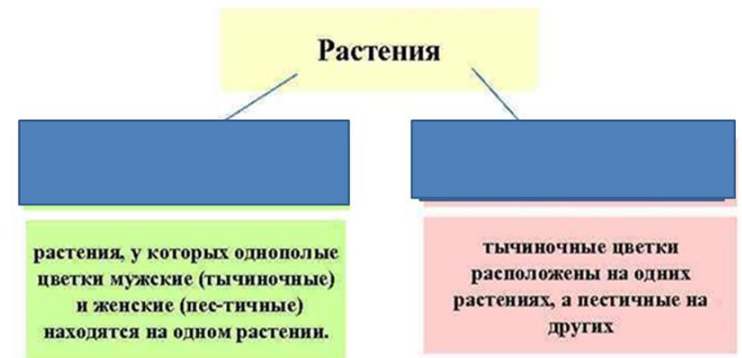 Растения
растения, у которых однополые
цветки мужские (тычиночные)
и женские (пес-тичные)
находятся на одном растении.
тычиночные цветки
расположены на одних
растениях, а пестичные на
других